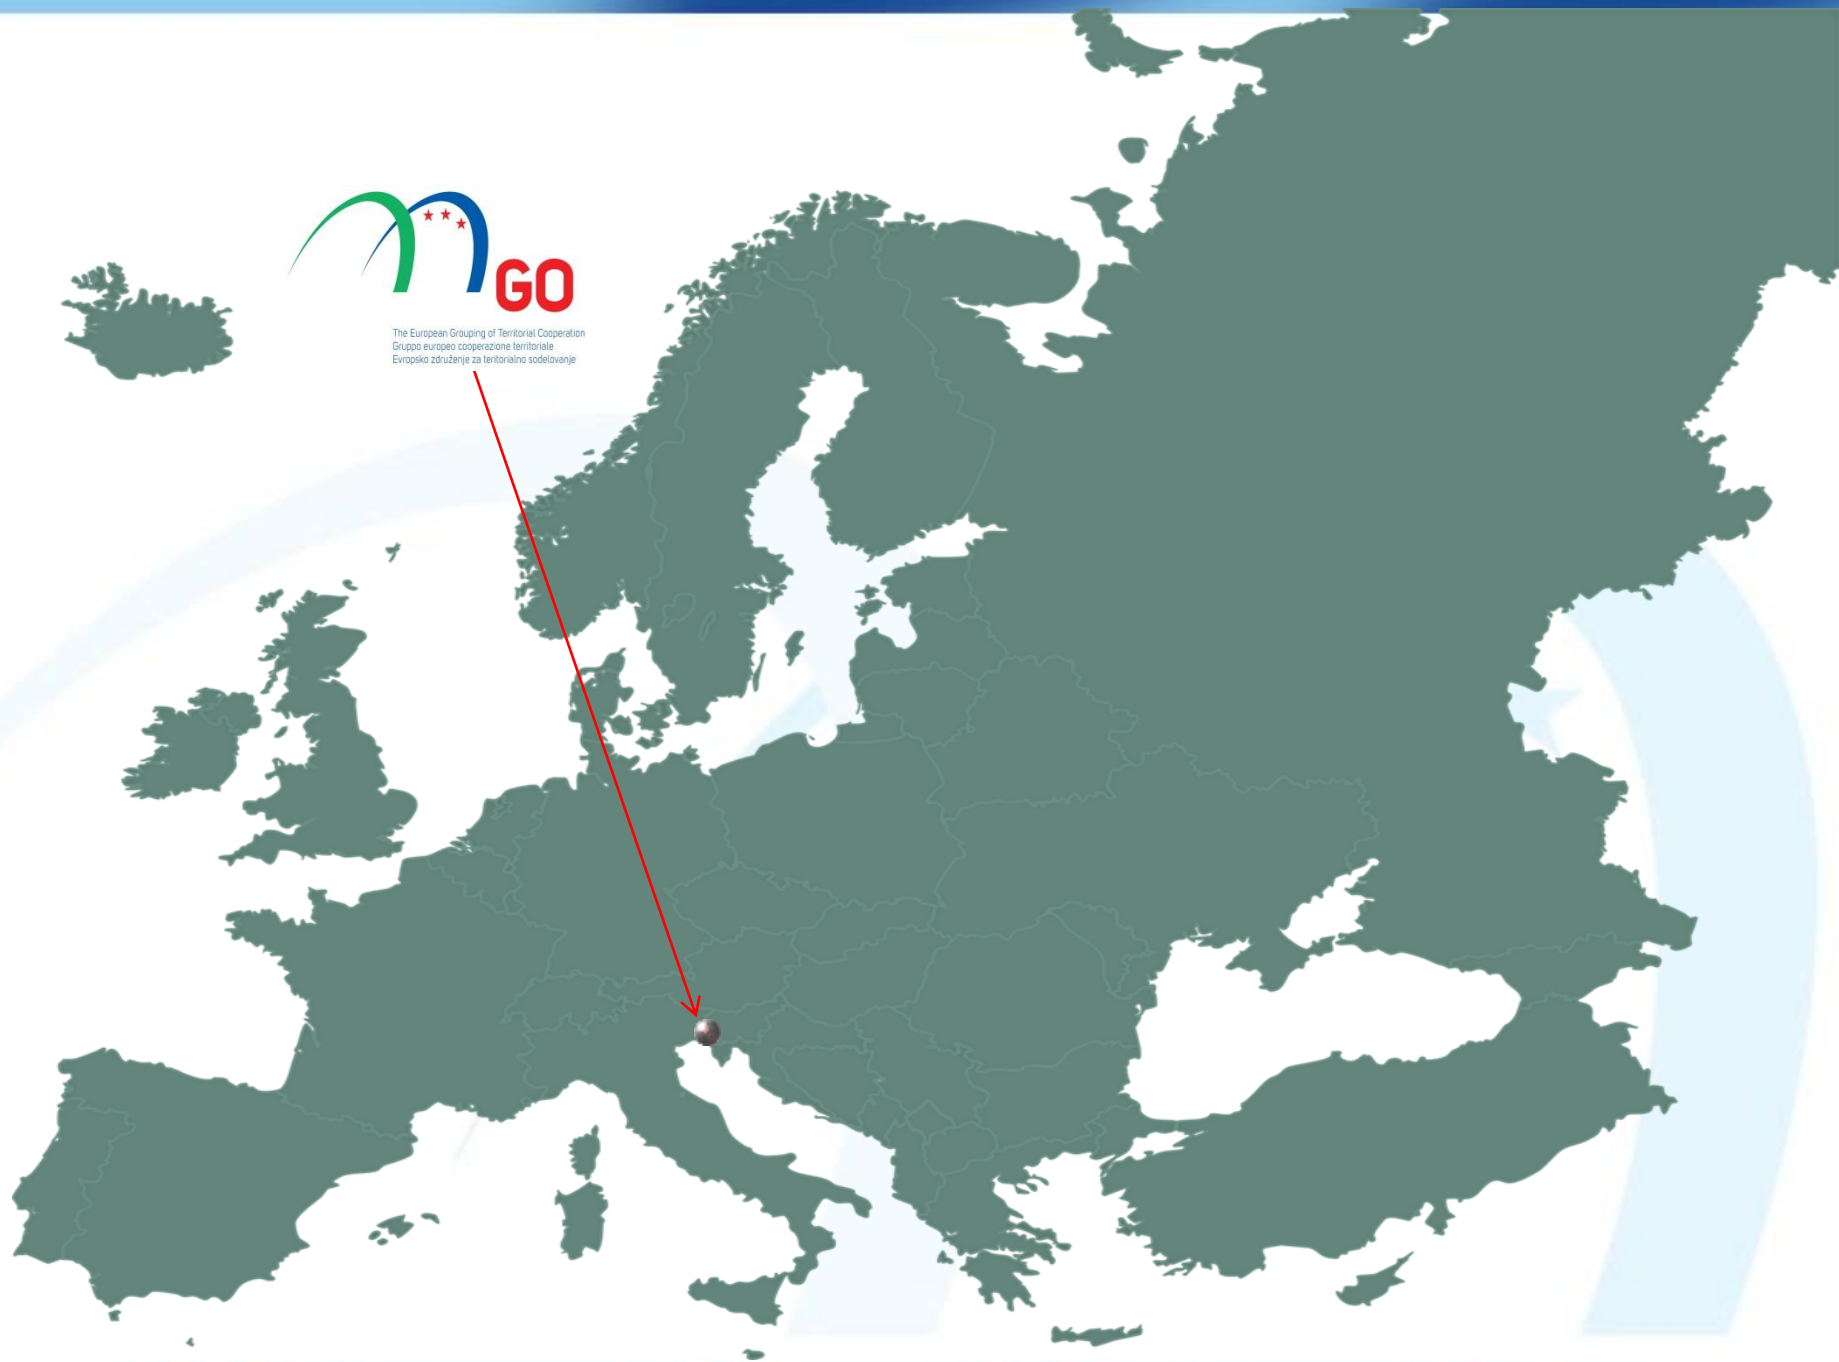 GO
The European Grouping of Territorial Cooperation
Gruppo europeo cooperazione territoriale
Evropsko združenje za teritorialno sodelovanje